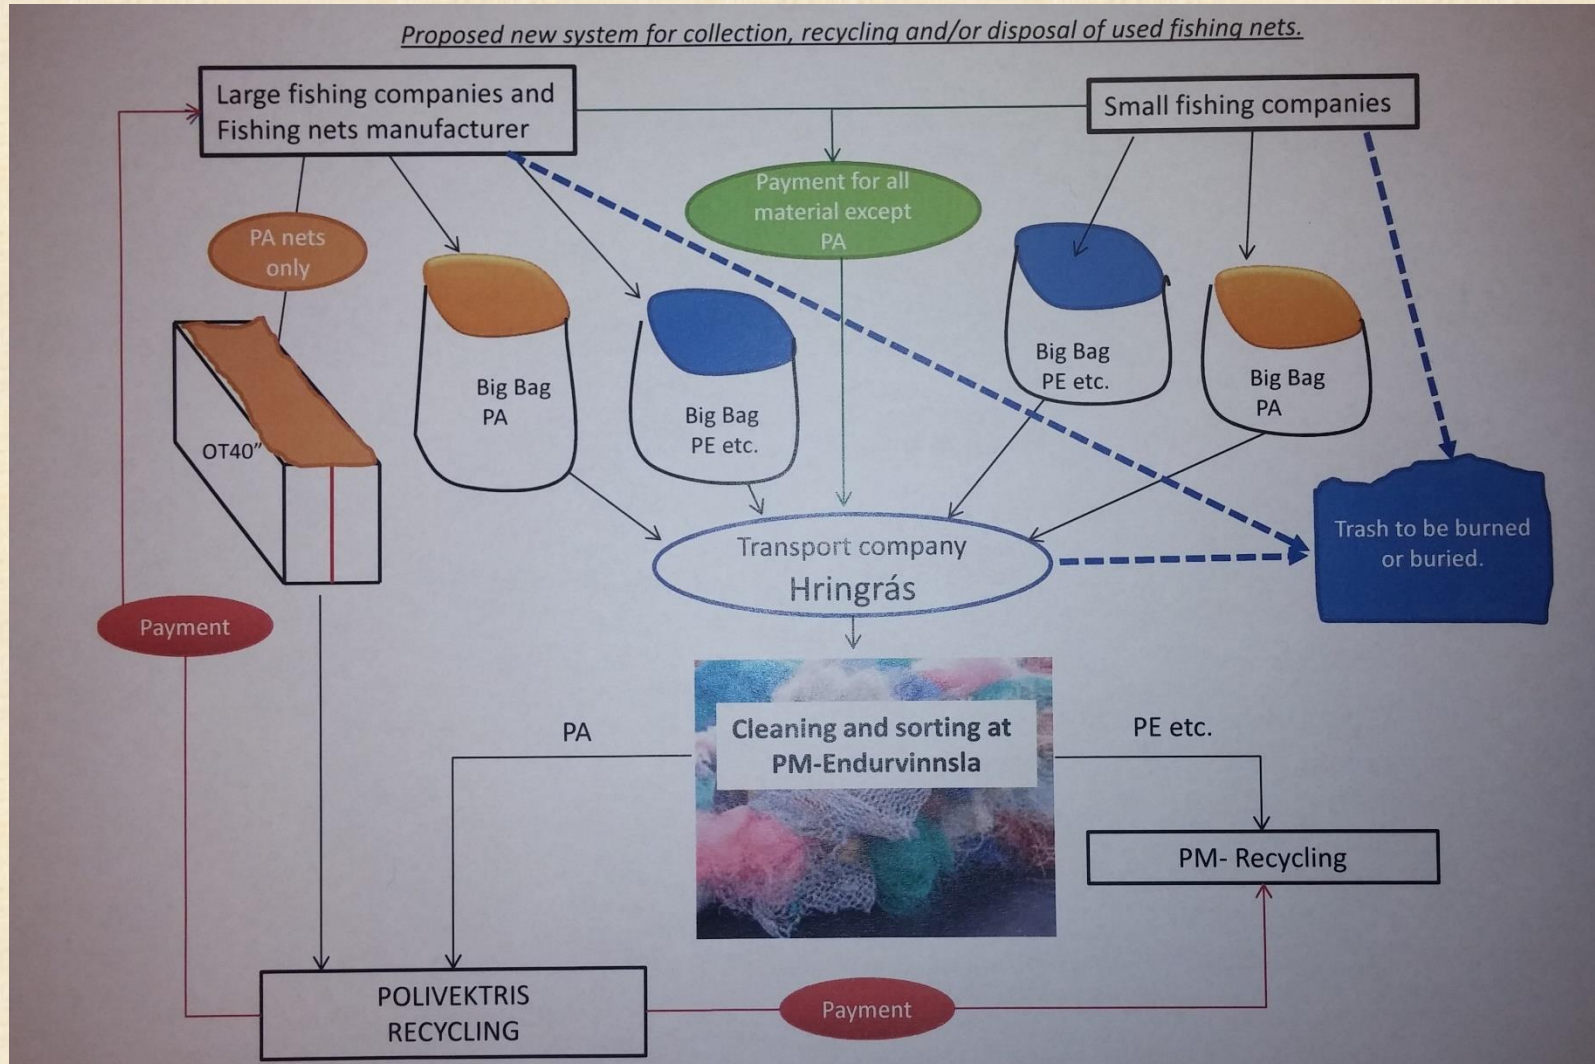 Proposed new system for collection, recycling and/or disposal of used fishing nets.
Large fishing companies and
Fishing nets manufacturer
Small fishing companies
Payment for all
material except
PA
PA nets
only
Big Bag
PA
Big Bag
PE etc.
Big Bag
PE etc.
Big Bag
PA
OT40”
Transport company
Hringrás
Trash to be burned
or buried.
Payment
Cleaning and sorting at
PM-Endurvinnsla
PA
PE etc.
PM- Recycling
POLIVEKTRIS
RECYCLING
Payment